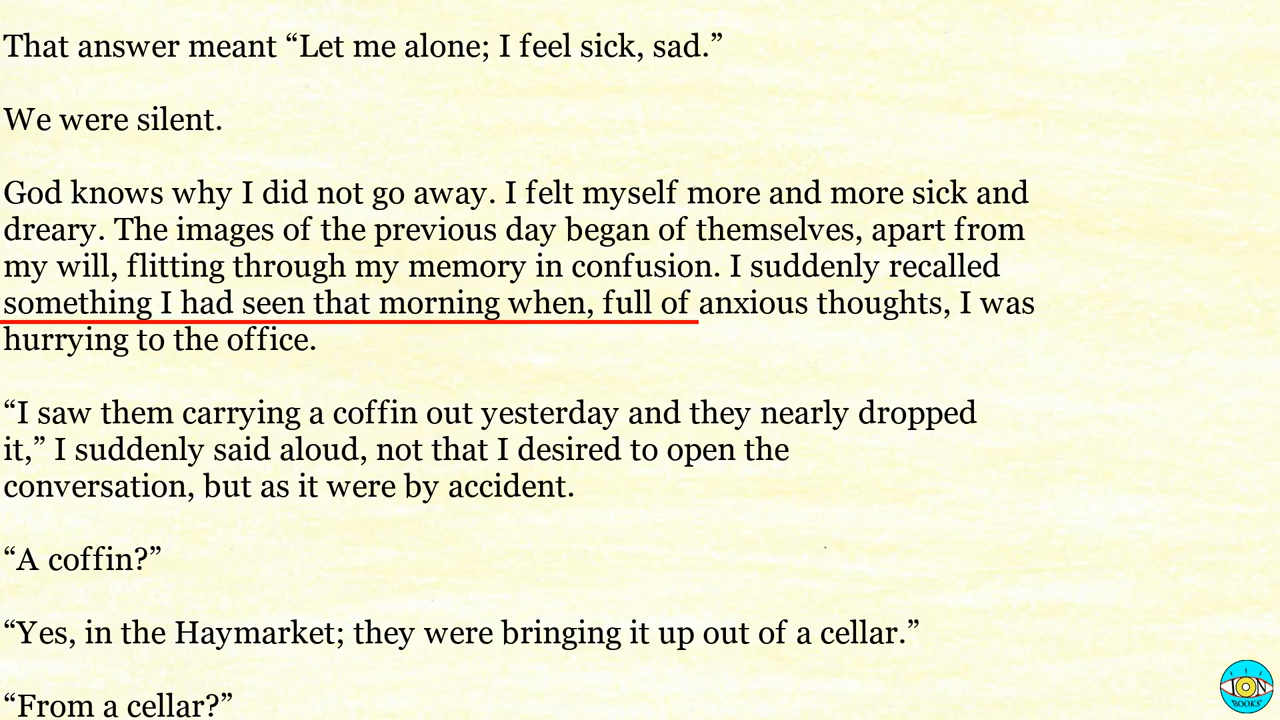 That answer meant “Let me alone; I feel sick, sad.”
We were silent.
God knows why I did not go away. I felt myself more and more sick and
dreary. The images of the previous day began of themselves, apart from
my will, flitting through my memory in confusion. I suddenly recalled
something I had seen that morning when, full of anxious thoughts, I was
hurrying to the office.
“I saw them carrying a coffin out yesterday and they nearly dropped
it,” I suddenly said aloud, not that I desired to open the
conversation, but as it were by accident.
“A coffin?”
“Yes, in the Haymarket; they were bringing it up out of a cellar.”
“From a cellar?”
ION
BOOKS